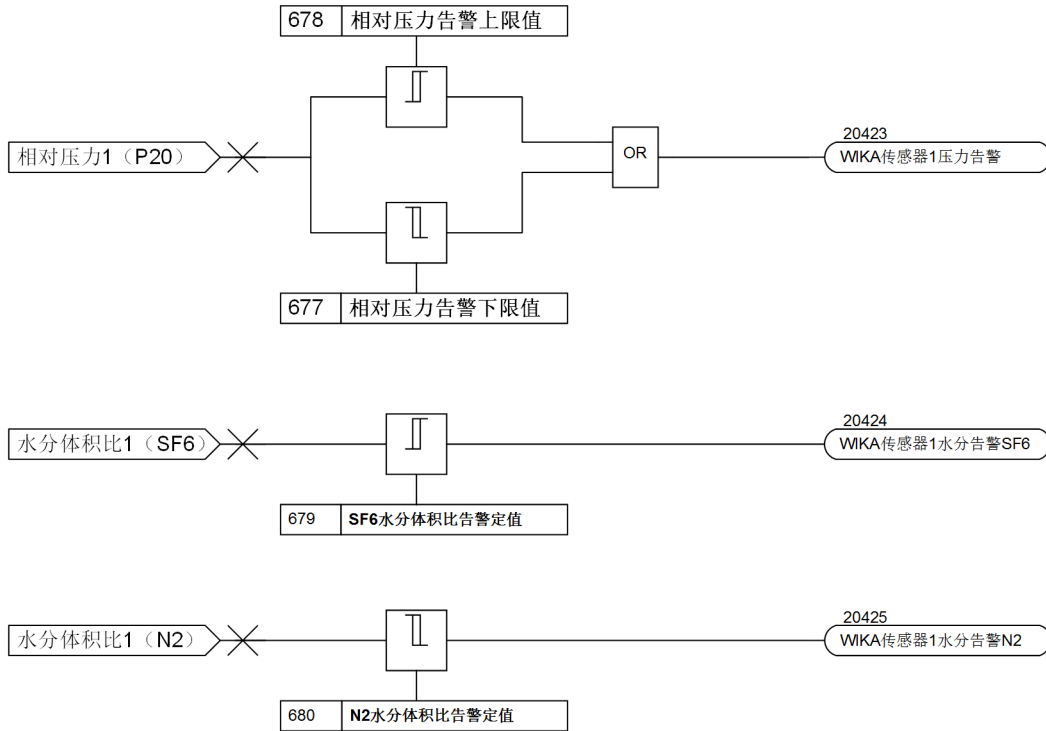 678 相对压力告警上限值
相对压力1（P20）
OR
20423
WIKA传感器1压力告警
677 相对压力告警下限值
水分体积比1（SF6）
20424
WIKA传感器1水分告警SF6
679 SF6水分体积比告警定值
水分体积比1（N2）
20425
WIKA传感器1水分告警N2
680 N2水分体积比告警定值